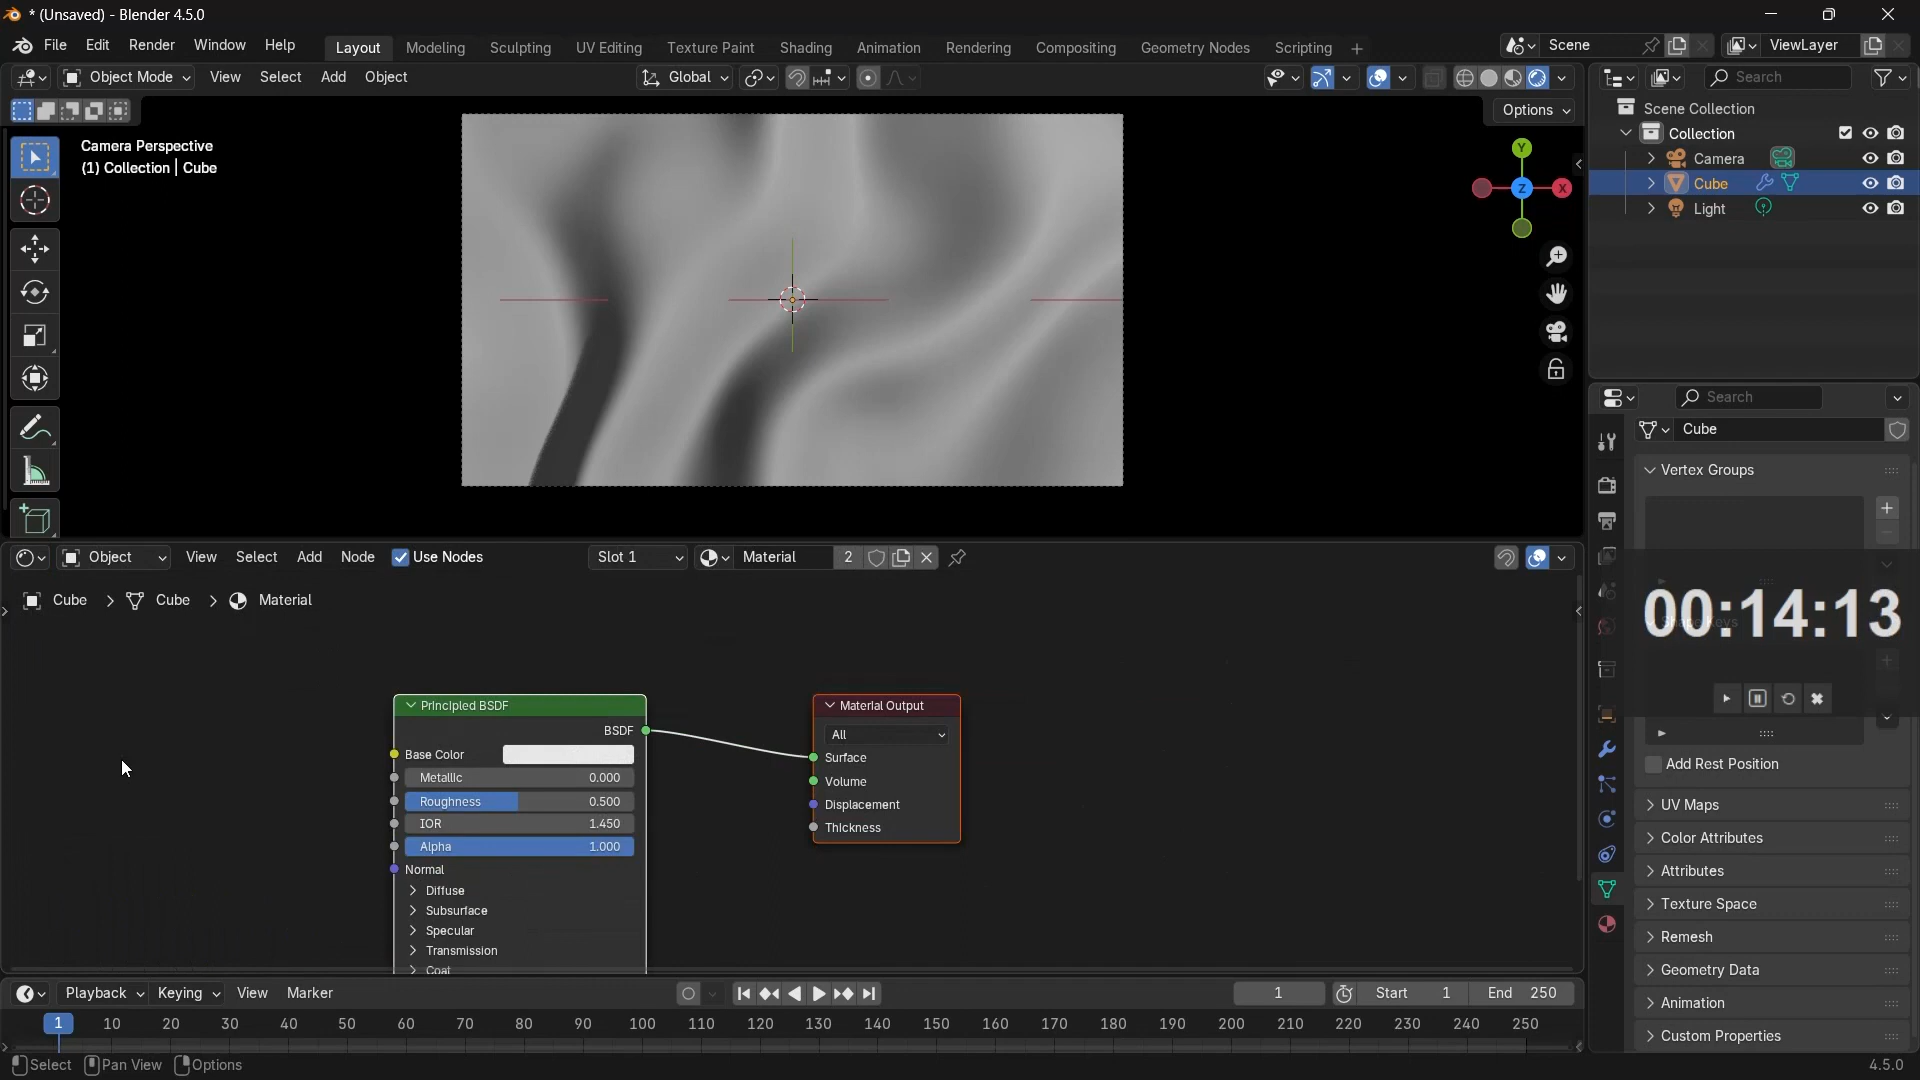 * (Unsaved) - Blender 4.5.0
File Edit Render Window Help Layout Modeling Sculpting UV Editing Texture Paint Shading Animation Rendering Compositing Geometry Nodes Scripting + Scene ViewLayer
Object Mode View Select Add Object Global Search
Options
Camera Perspective
(1) Collection | Cube
Y
X
Z
Scene Collection
Collection
Camera
Cube
Light
Search
Cube
Vertex Groups
00:14:13
Add Rest Position
UV Maps
Color Attributes
Attributes
Texture Space
Remesh
Geometry Data
Animation
Custom Properties
Object View Select Add Node Use Nodes Slot 1 Material 2
Cube > Cube > Material
Principled BSDF
BSDF
Base Color
Metallic 0.000
Roughness 0.500
IOR 1.450
Alpha 1.000
Normal
Diffuse
Subsurface
Specular
Transmission
Coat
Material Output
All
Surface
Volume
Displacement
Thickness
Playback Keying View Marker 1 Start 1 End 250
1 10 20 30 40 50 60 70 80 90 100 110 120 130 140 150 160 170 180 190 200 210 220 230 240 250
Select Pan View Options 4.5.0